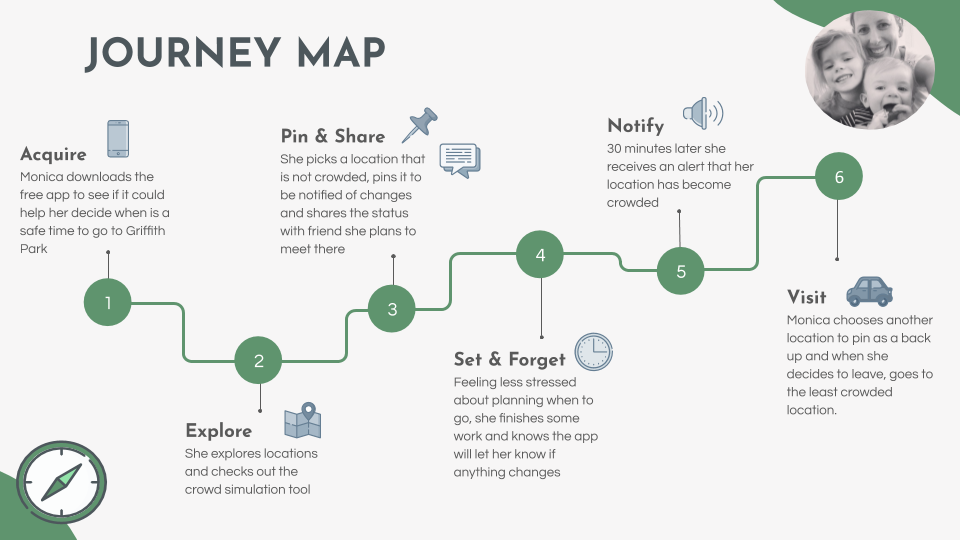 JOURNEY MAP
1
Acquire
Monica downloads the
free app to see if it could
help her decide when is a
safe time to go to Griffith
Park
2
Explore
She explores locations
and checks out the
crowd simulation tool
3
Pin & Share
She picks a location that
is not crowded, pins it to
be notified of changes
and shares the status
with friend she plans to
meet there
4
Set & Forget
Feeling less stressed
about planning when to
go, she finishes some
work and knows the app
will let her know if
anything changes
5
Notify
30 minutes later she
receives an alert that her
location has become
crowded
6
Visit
Monica chooses another
location to pin as a back
up and when she
decides to leave, goes to
the least crowded
location.